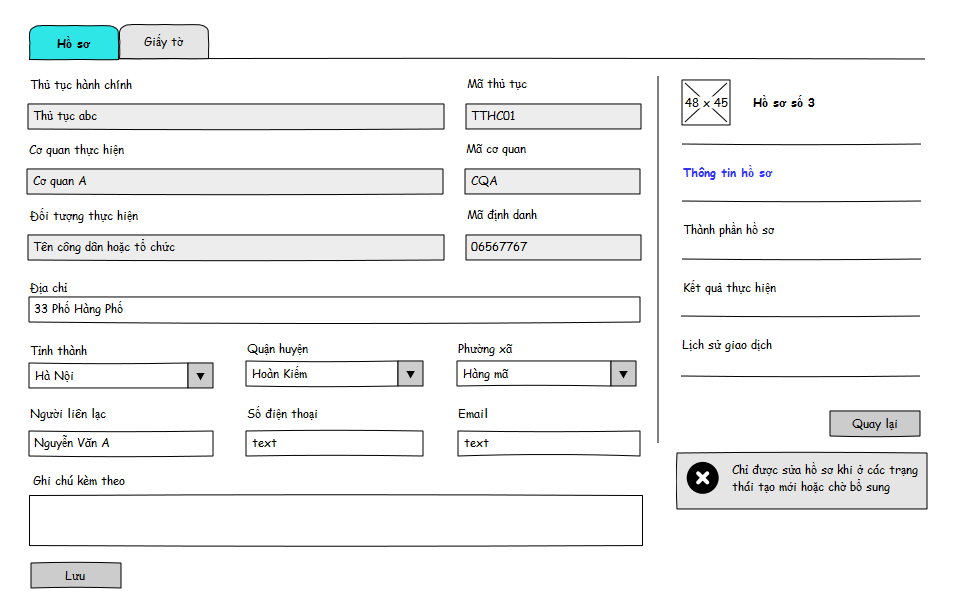 Hồ sơ
Giấy tờ
Thủ tục hành chính
Mã thủ tục
Thủ tục abc
TTHC01
Cơ quan thực hiện
Mã cơ quan
Cơ quan A
CQA
Đối tượng thực hiện
Mã định danh
Tên công dân hoặc tổ chức
06567767
Địa chỉ
33 Phố Hàng Phố
Tỉnh thành
Quận huyện
Phường xã
Hà Nội
Hoàn Kiếm
Hàng mã
Người liên lạc
Số điện thoại
Email
Nguyễn Văn A
text
text
Ghi chú kèm theo
Lưu
48 x 45
Hồ sơ số 3
Thông tin hồ sơ
Thành phần hồ sơ
Kết quả thực hiện
Lịch sử giao dịch
Quay lại
Chỉ được sửa hồ sơ khi ở các trạng
thái tạo mới hoặc chờ bổ sung